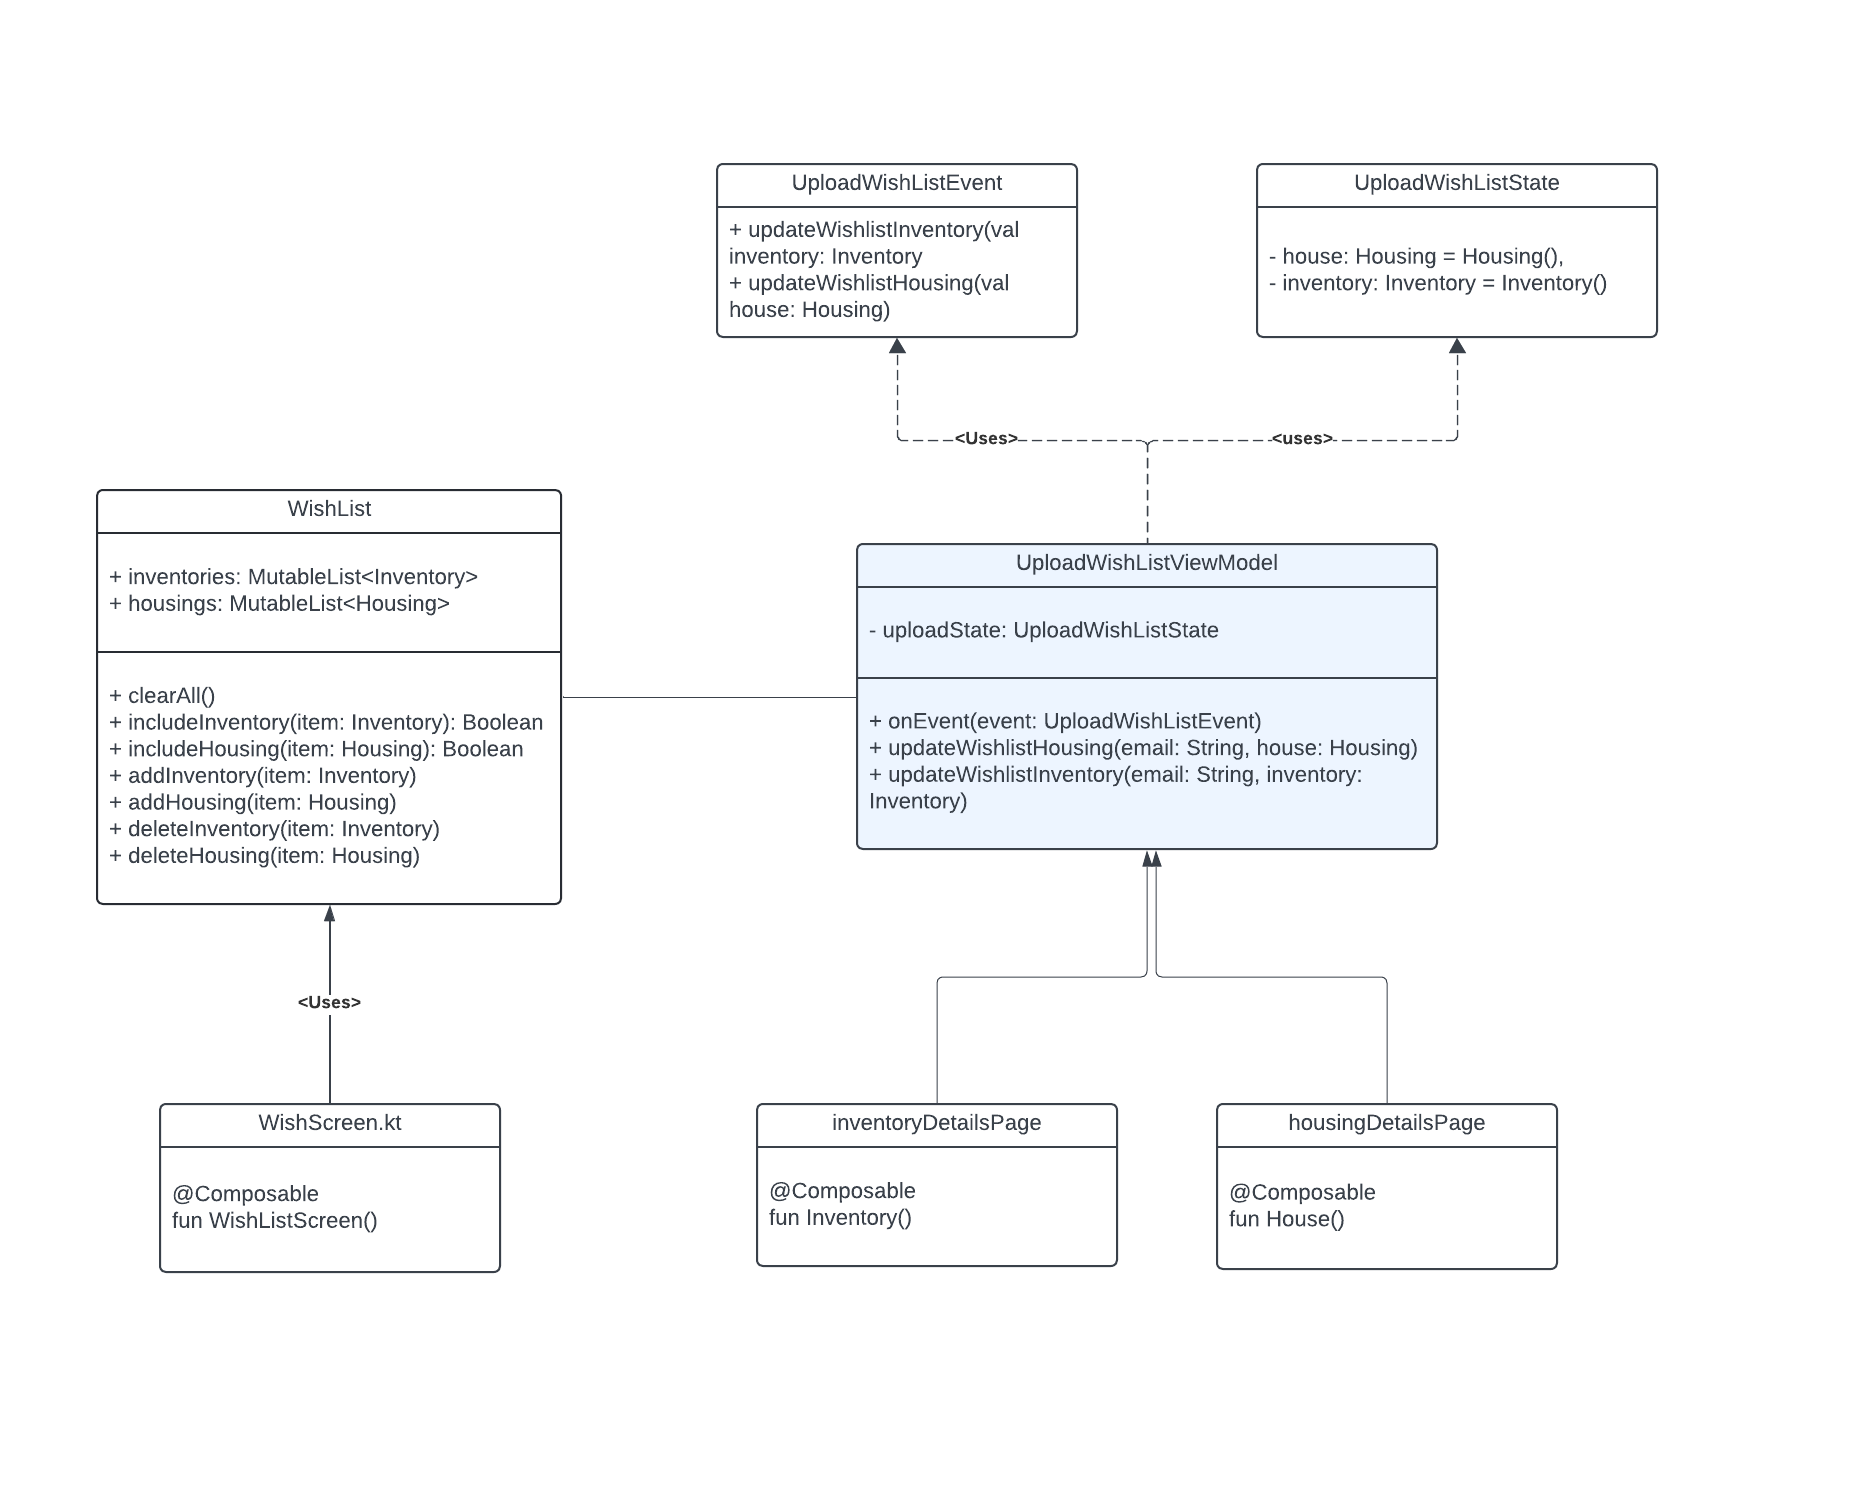 UploadWishListEvent
+ updateWishlistInventory(val
inventory: Inventory
+ updateWishlistHousing(val
house: Housing)
UploadWishListState
- house: Housing = Housing(),
- inventory: Inventory = Inventory()
<Uses>
<uses>
WishList
+ inventories: MutableList<Inventory>
+ housings: MutableList<Housing>
+ clearAll()
+ includeInventory(item: Inventory): Boolean
+ includeHousing(item: Housing): Boolean
+ addInventory(item: Inventory)
+ addHousing(item: Housing)
+ deleteInventory(item: Inventory)
+ deleteHousing(item: Housing)
UploadWishListViewModel
- uploadState: UploadWishListState
+ onEvent(event: UploadWishListEvent)
+ updateWishlistHousing(email: String, house: Housing)
+ updateWishlistInventory(email: String, inventory:
Inventory)
<Uses>
WishScreen.kt
@Composable
fun WishListScreen()
inventoryDetailsPage
@Composable
fun Inventory()
housingDetailsPage
@Composable
fun House()